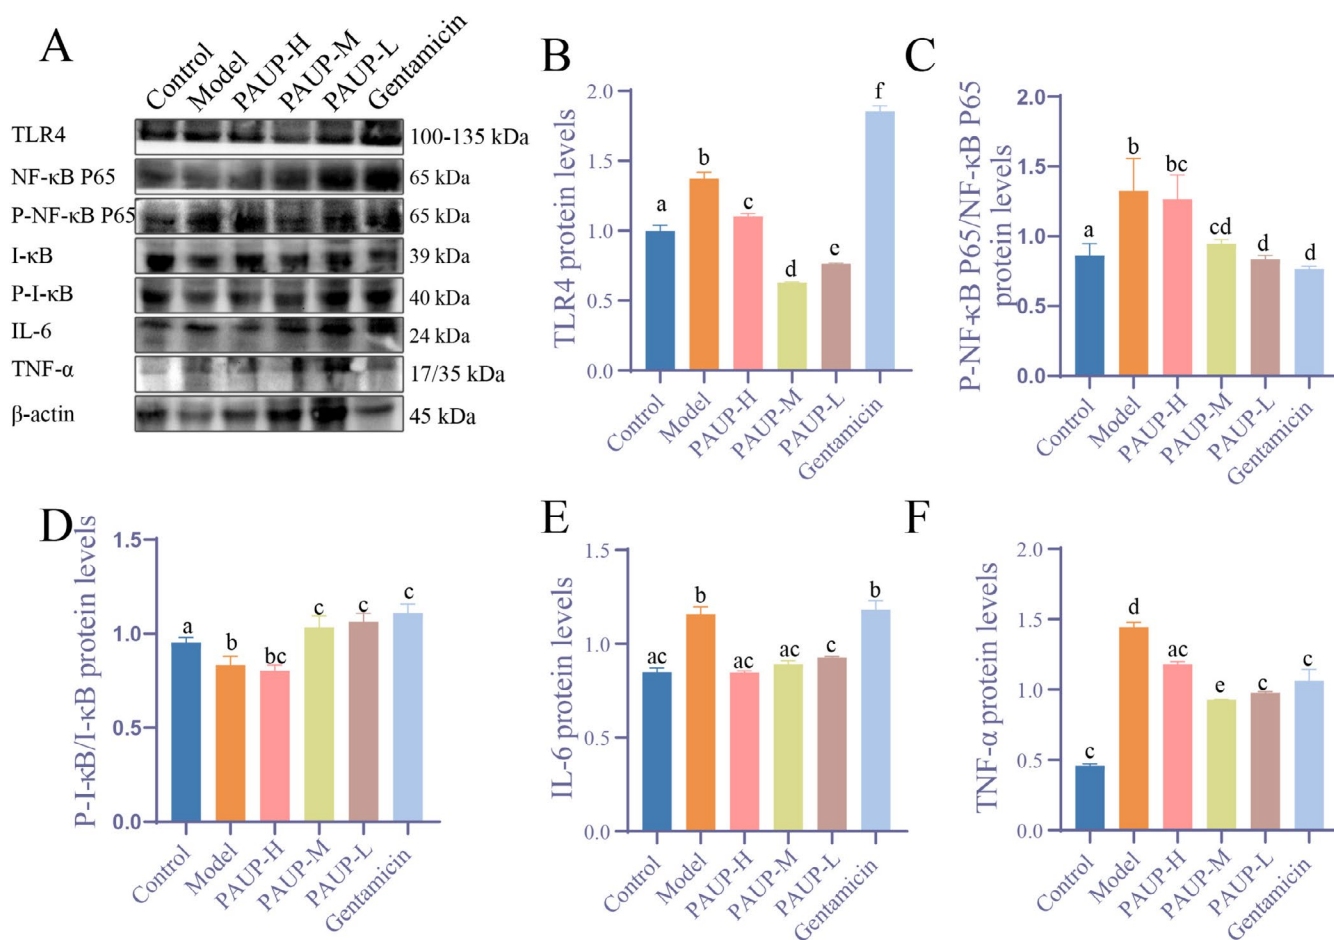 A
Control
Model
PAUP-H
PAUP-M
PAUP-L
Gentamicin
TLR4
100-135 kDa
NF-κB P65
65 kDa
P-NF-κB P65
65 kDa
I-κB
39 kDa
P-I-κB
40 kDa
IL-6
24 kDa
TNF-α
17/35 kDa
β-actin
45 kDa
B
TLR4 protein levels
2.0
1.5
1.0
0.5
0.0
a
b
c
d
e
f
Control
Model
PAUP-H
PAUP-M
PAUP-L
Gentamicin
C
P-NF-κB P65/NF-κB P65
protein levels
2.0
1.5
1.0
0.5
0.0
a
b
bc
cd
d
d
Control
Model
PAUP-H
PAUP-M
PAUP-L
Gentamicin
D
P-I-κB/I-κB protein levels
1.5
1.0
0.5
0.0
a
b
bc
c
c
c
Control
Model
PAUP-H
PAUP-M
PAUP-L
Gentamicin
E
IL-6 protein levels
1.5
1.0
0.5
0.0
ac
b
ac
ac
c
b
Control
Model
PAUP-H
PAUP-M
PAUP-L
Gentamicin
F
TNF-α protein levels
2.0
1.5
1.0
0.5
0.0
c
d
ac
e
c
c
Control
Model
PAUP-H
PAUP-M
PAUP-L
Gentamicin